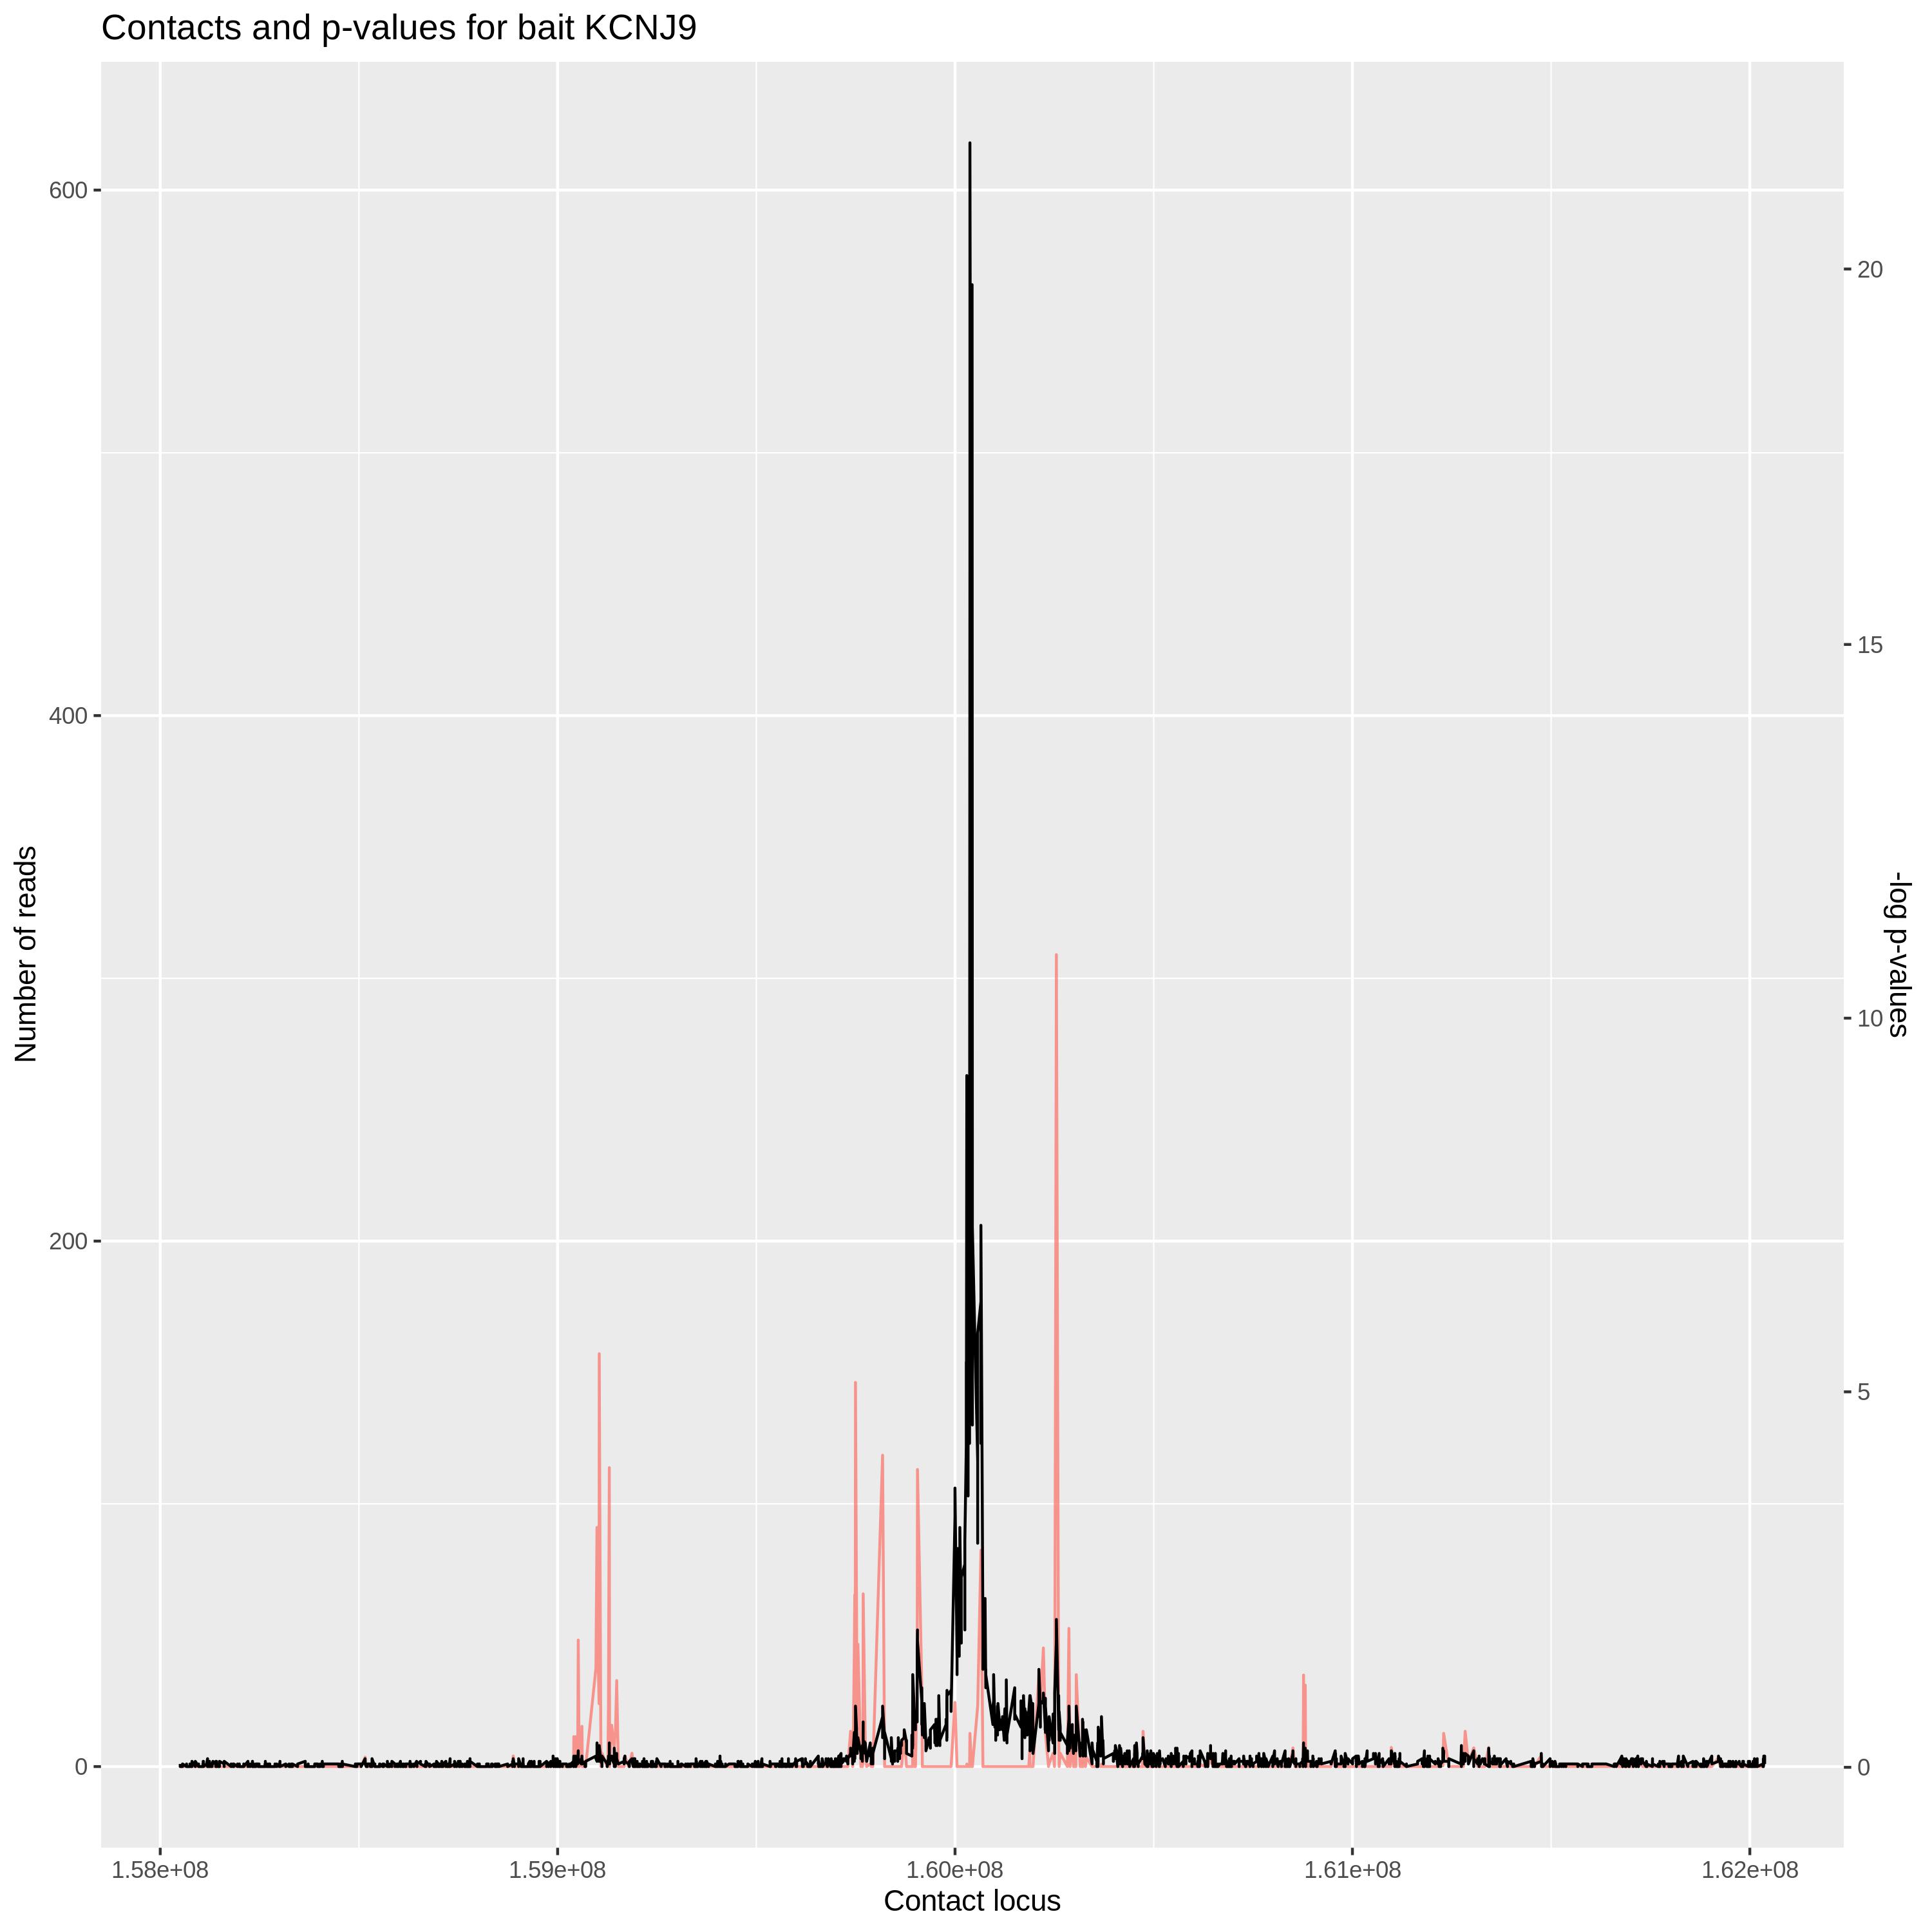 Contacts and p-values for bait KCNJ9
600
400
200
0
Number of reads
20
15
10
5
0
-log p-values
1.58e+08 1.59e+08 1.60e+08 1.61e+08 1.62e+08
Contact locus